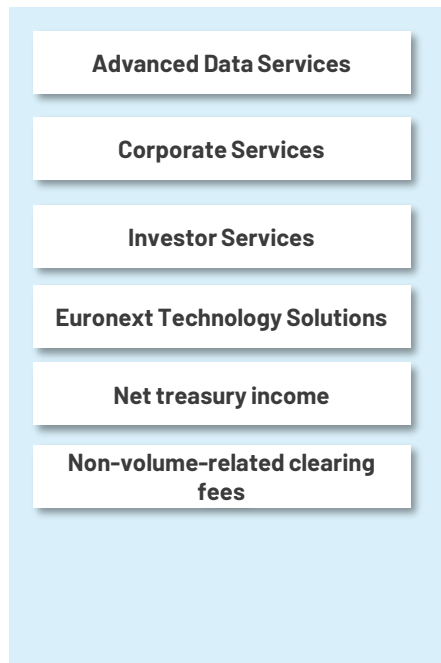 Advanced Data Services
Corporate Services
Investor Services
Euronext Technology Solutions
Net treasury income
Non-volume-related clearing
fees